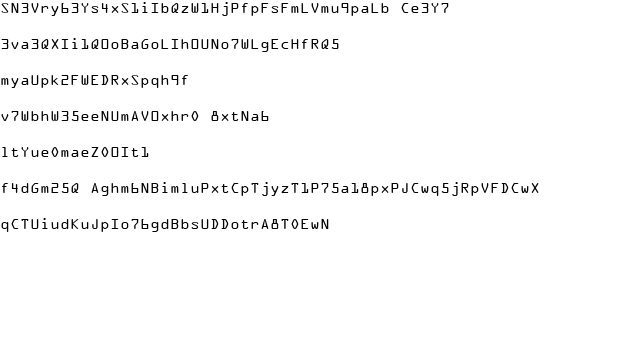 SN3Vry63Ys4xS1iIbQzW1HjPfpFsFmLVmu9paLb Ce3Y7
3va3QXIi1QOoBaGoLIhOUNo7WLgEcHfRQ5
myaUpk2FWEDRxSpqh9f
v7WbhW35eeNUmAVOxhr0 8xtNa6
ltYue0maeZ0OIt1
f4dGm25Q Aghm6NBimluPxtCpTjyzT1P75a18pxPJCwq5jRpVFDCwX
qCTUiudKuJpIo76gdBbsUDDotrA8T0EwN